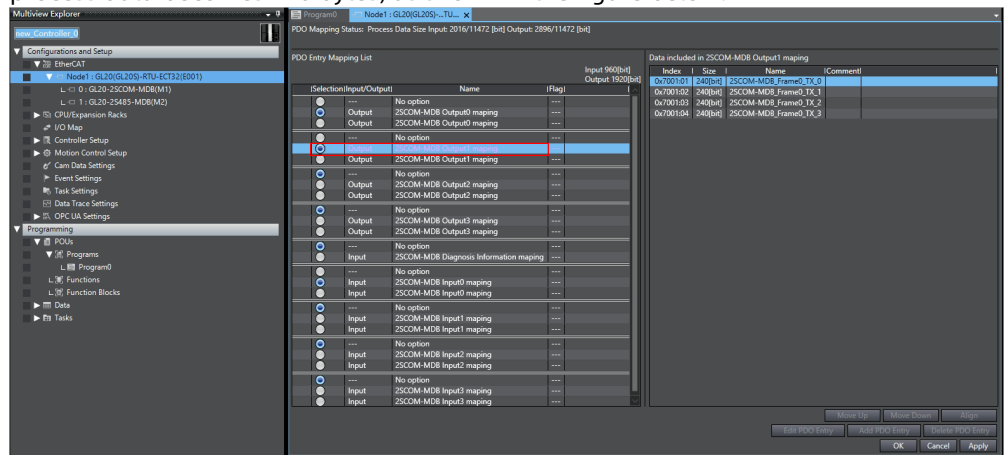 Multiview Explorer
Program0
Node1 : GL20(GL20S)-...TU... x
new_Controller_0
PDO Mapping Status: Process Data Size Input: 2016/11472 [bit] Output: 2896/11472 [bit]
Configurations and Setup
EtherCAT
Node1 : GL20(GL20S)-RTU-ECT32(E001)
0 : GL20-2SCOM-MDB(M1)
1 : GL20-2S485-MDB(M2)
CPU/Expansion Racks
I/O Map
Controller Setup
Motion Control Setup
Cam Data Settings
Event Settings
Task Settings
Data Trace Settings
OPC UA Settings
Programming
POUs
Programs
Program0
Functions
Function Blocks
Data
Tasks
PDO Entry Mapping List
Input 960[bit]
Output 1920[bit]
|Selection|Input/Output| Name |Flag|
--- No option ---
Output 2SCOM-MDB Output0 maping ---
Output 2SCOM-MDB Output0 maping ---
--- No option ---
Output 2SCOM-MDB Output1 maping ---
Output 2SCOM-MDB Output1 maping ---
--- No option ---
Output 2SCOM-MDB Output2 maping ---
Output 2SCOM-MDB Output2 maping ---
--- No option ---
Output 2SCOM-MDB Output3 maping ---
Output 2SCOM-MDB Output3 maping ---
--- No option ---
Input 2SCOM-MDB Diagnosis Information maping ---
--- No option ---
Input 2SCOM-MDB Input0 maping ---
Input 2SCOM-MDB Input0 maping ---
--- No option ---
Input 2SCOM-MDB Input1 maping ---
Input 2SCOM-MDB Input1 maping ---
--- No option ---
Input 2SCOM-MDB Input2 maping ---
Input 2SCOM-MDB Input2 maping ---
--- No option ---
Input 2SCOM-MDB Input3 maping ---
Input 2SCOM-MDB Input3 maping ---
Data included in 2SCOM-MDB Output1 mapping
Index | Size | Name |Comment|
0x7001:01 240[bit] 2SCOM-MDB_Frame0_TX_0
0x7001:02 240[bit] 2SCOM-MDB_Frame0_TX_1
0x7001:03 240[bit] 2SCOM-MDB_Frame0_TX_2
0x7001:04 240[bit] 2SCOM-MDB_Frame0_TX_3
Move Up Move Down Align
Edit PDO Entry Add PDO Entry Delete PDO Entry
OK Cancel Apply